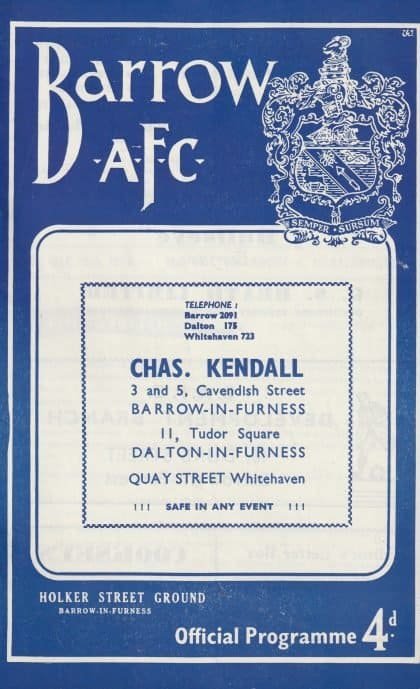 Barrow
A.F.C.
SEMPER SURSUM
TELEPHONE :
Barrow 2091
Dalton 175
Whitehaven 723
CHAS. KENDALL
3 and 5, Cavendish Street
BARROW-IN-FURNESS
11, Tudor Square
DALTON-IN-FURNESS
QUAY STREET Whitehaven
! ! ! SAFE IN ANY EVENT ! ! !
HOLKER STREET GROUND
BARROW-IN-FURNESS
Official Programme 4d.